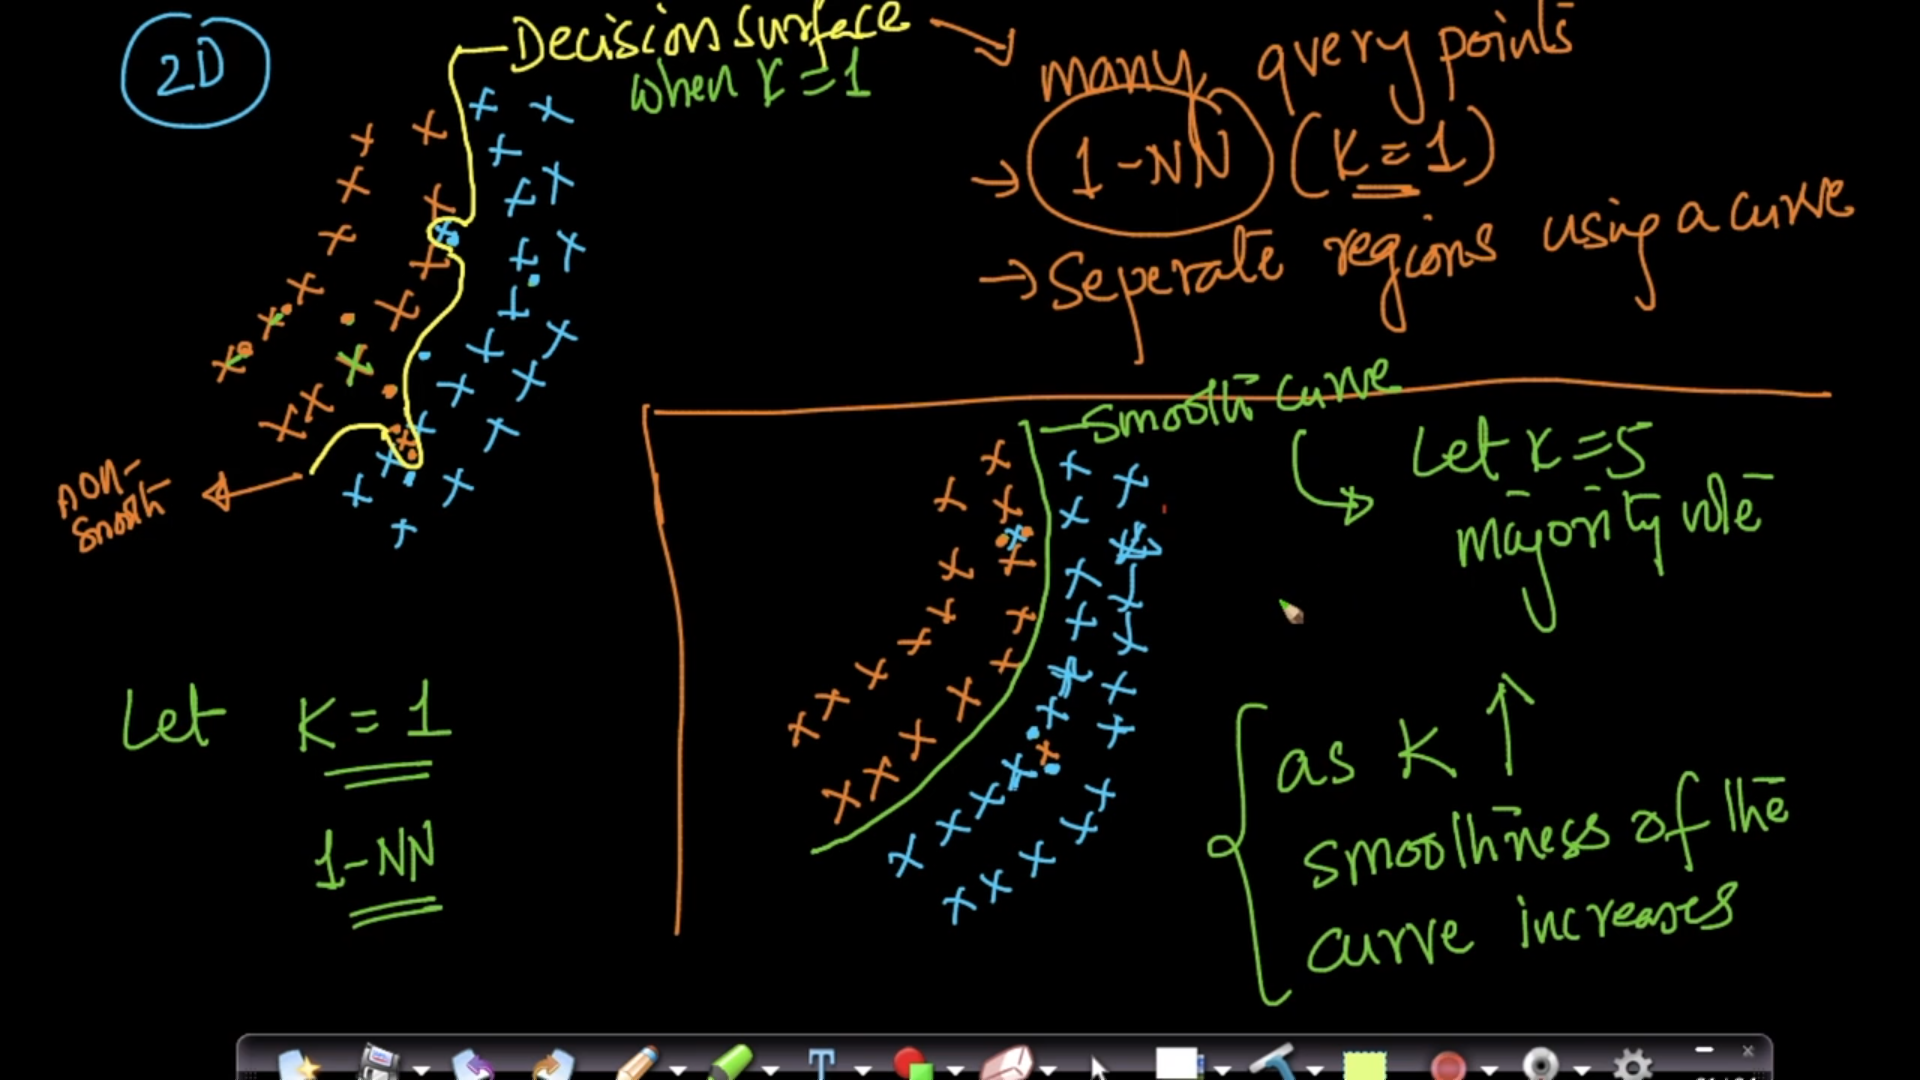 2D
Decision surface
when K=1
many query points
→ 1-NN (K=1)
→ Seperate regions using a curve
non-
smooth
Let K=1
1-NN
smooth curve
Let K=5
majority vote
as K ↑
smoothness of the
curve increases
T